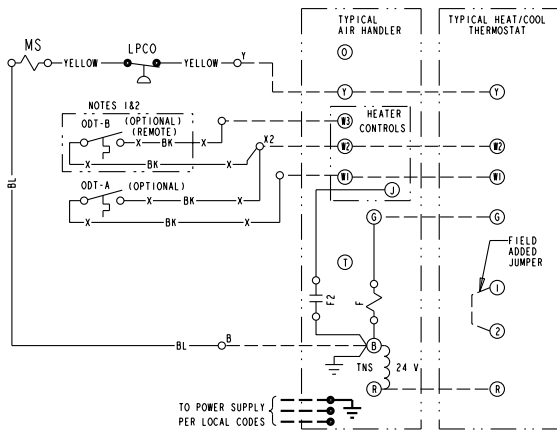 TYPICAL
AIR HANDLER
TYPICAL HEAT/COOL
THERMOSTAT
MS
LPCO
YELLOW
YELLOW
Y
O
Y
Y
NOTES 1&2
ODT-B
(OPTIONAL)
(REMOTE)
X
BK
X
X
BK
X
X2
HEATER
CONTROLS
W3
W2
W2
W1
W1
J
ODT-A
(OPTIONAL)
X
BK
X
X
BK
X
BL
G
G
FIELD
ADDED
JUMPER
T
1
2
F2
F
BL
B
B
TNS
24 V
R
R
TO POWER SUPPLY
PER LOCAL CODES